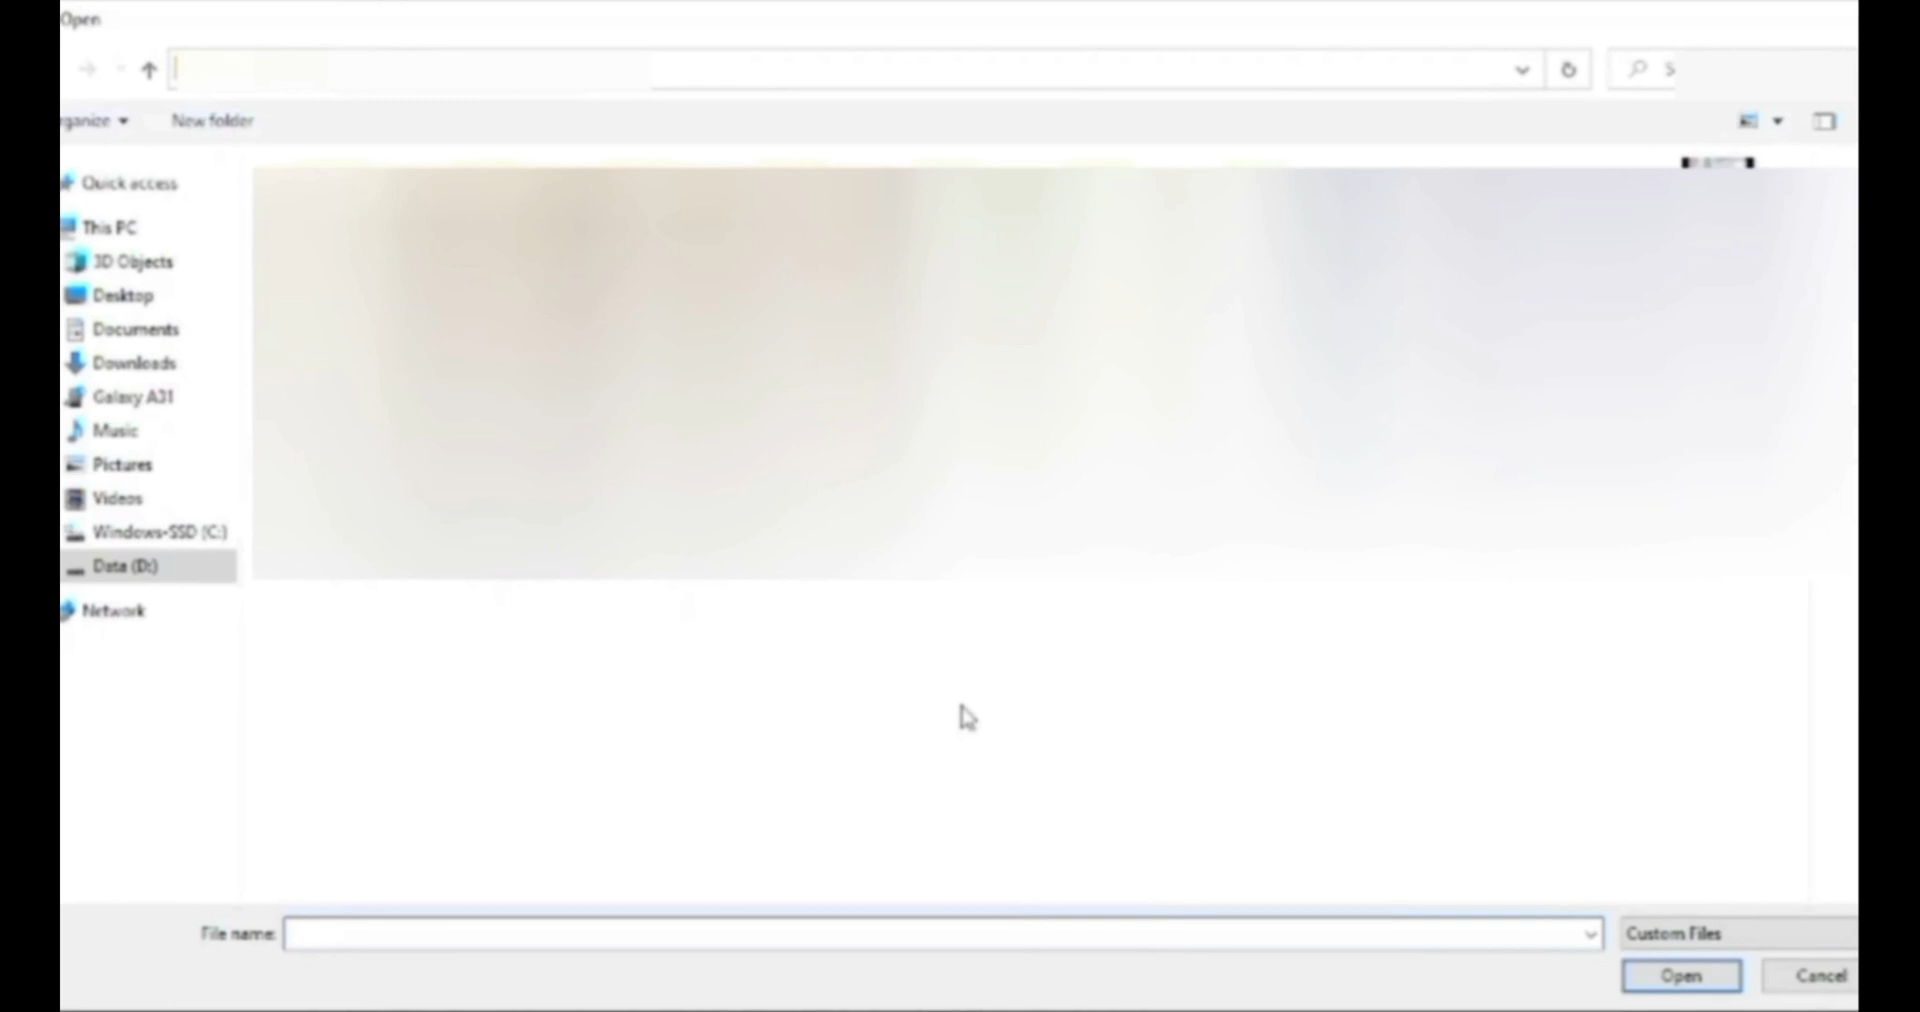 Open
S
rganize
New folder
Quick access
This PC
3D Objects
Desktop
Documents
Downloads
Galaxy A31
Music
Pictures
Videos
Windows-SSD (C:)
Data (D:)
Network
File name:
Custom Files
Open
Cancel